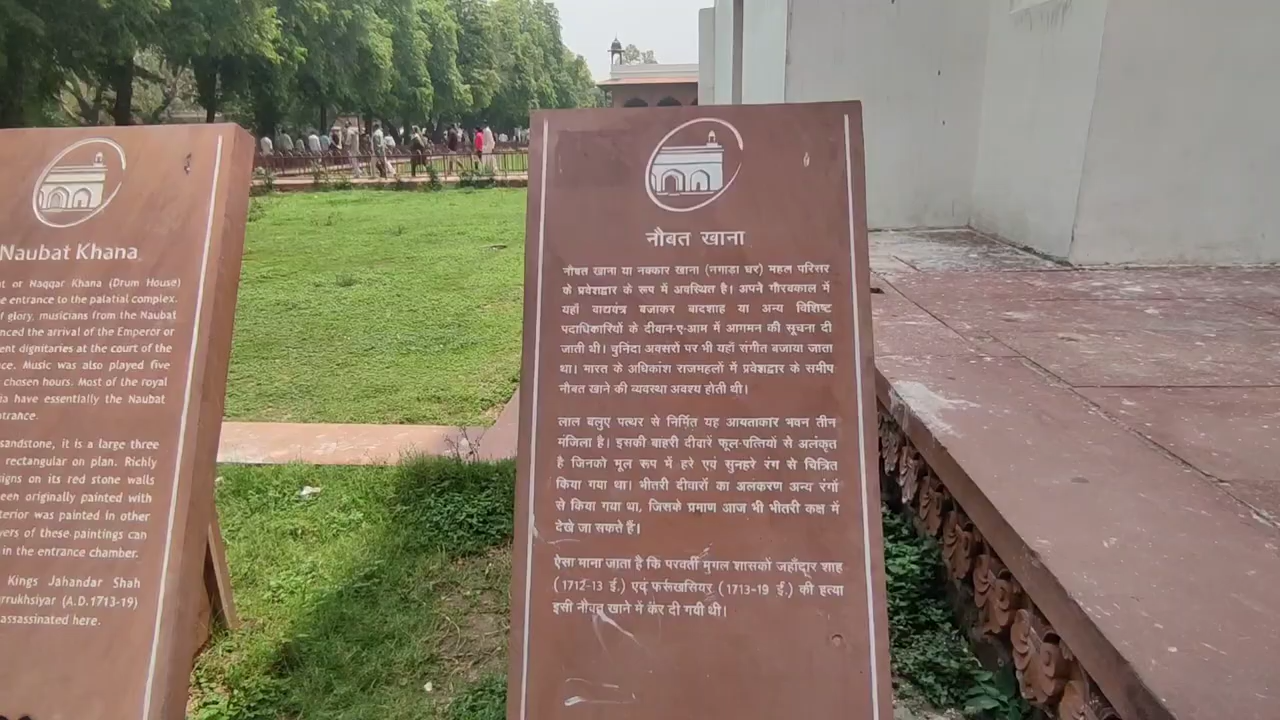 Naubat Khana
t or Naqqar Khana (Drum House)
e entrance to the palatial complex.
f glory, musicians from the Naubat
nced the arrival of the Emperor or
ent dignitaries at the court of the
ce. Music was also played five
chosen hours. Most of the royal
ia have essentially the Naubat
ntrance.
sandstone, it is a large three
rectangular on plan. Richly
signs on its red stone walls
een originally painted with
terior was painted in other
yers of these paintings can
in the entrance chamber.
Kings Jahandar Shah
rrukhsiyar (A.D.1713-19)
assassinated here.
नौबत खाना
नौबत खाना या नक्कार खाना (नगाडा घर) महल परिसर
के प्रवेशद्वार के रूप में अवस्थित है। अपने गौरवकाल में
यहाँ वाद्ययंत्र बजाकर बादशाह या अन्य विशिष्ट
पदाधिकारियों के दीवान-ए-आम में आगमन की सूचना दी
जाती थी। चुनिंदा अवसरों पर भी यहाँ संगीत बजाया जाता
था। भारत के अधिकांश राजमहलों में प्रवेशद्वार के समीप
नौबत खाने की व्यवस्था अवश्य होती थी।
लाल बलुए पत्थर से निर्मित यह आयताकार भवन तीन
मंजिला है। इसकी बाहरी दीवारें फूल-पत्तियों से अलंकृत
है जिनको मूल रूप में हरे एवं सुनहरे रंग से चित्रित
किया गया था। भीतरी दीवारों का अलंकरण अन्य रंगों
से किया गया था, जिसके प्रमाण आज भी भीतरी कक्ष में
देखे जा सकते हैं।
ऐसा माना जाता है कि परवर्ती मुगल शासकों जहाँदार शाह
(1712-13 ई.) एवं फर्रूखसियर (1713-19 ई.) की हत्या
इसी नौबत खाने में कर दी गयी थी।